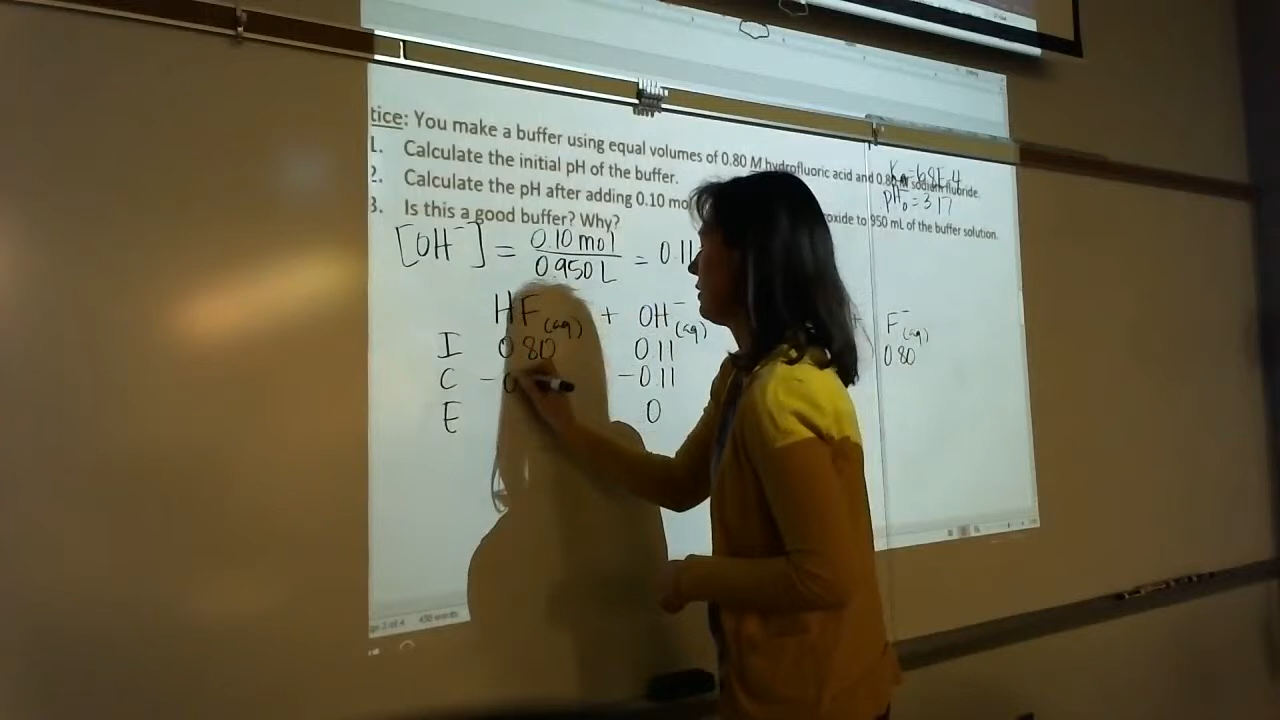 tice: You make a buffer using equal volumes of 0.80 M hydrofluoric acid and 0.80 M sodium fluoride.
1. Calculate the initial pH of the buffer.
2. Calculate the pH after adding 0.10 mo oxide to 950 mL of the buffer solution.
3. Is this a good buffer? Why?
Ka=6.8E-4
pH₀=3.17
[OH⁻] = 0.10 mol / 0.950 L = 0.11
HF(aq) + OH⁻(aq) + F⁻(aq)
I 0.80 0.11 0.80
C -0 -0.11
E 0
2 of 4